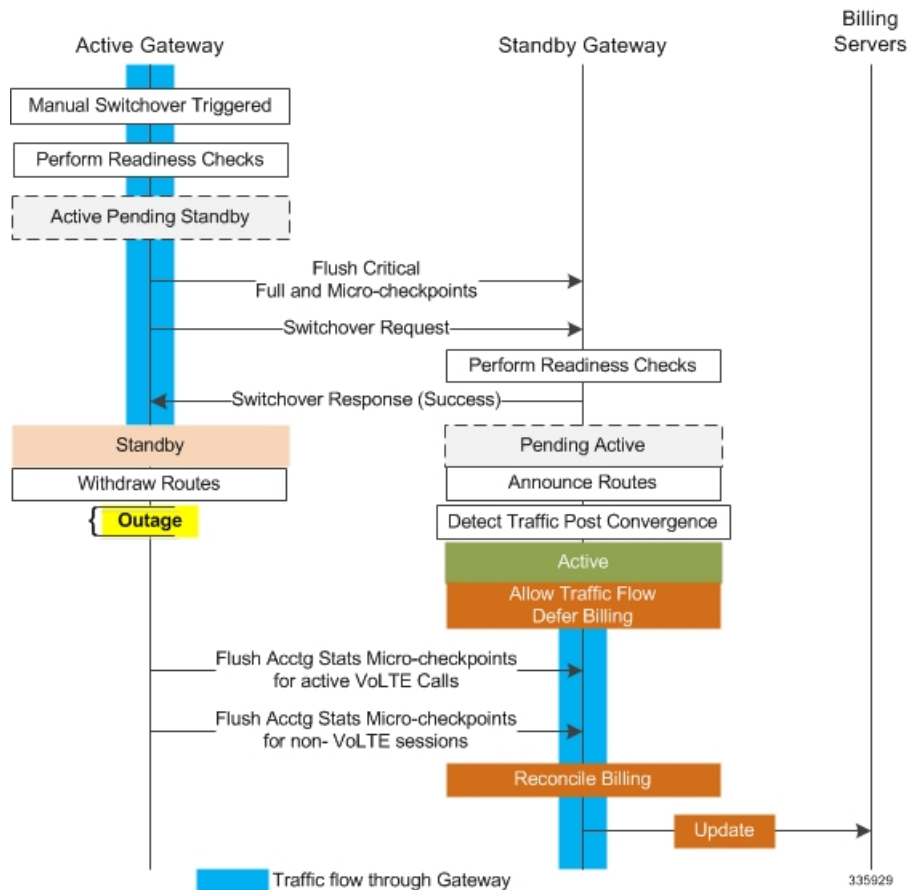 Billing
Servers
Active Gateway
Standby Gateway
Manual Switchover Triggered
Perform Readiness Checks
Active Pending Standby
Flush Critical
Full and Micro-checkpoints
Switchover Request
Perform Readiness Checks
Switchover Response (Success)
Standby
Pending Active
Withdraw Routes
Announce Routes
{ Outage
Detect Traffic Post Convergence
Active
Allow Traffic Flow
Defer Billing
Flush Acctg Stats Micro-checkpoints
for active VoLTE Calls
Flush Acctg Stats Micro-checkpoints
for non- VoLTE sessions
Reconcile Billing
Update
Traffic flow through Gateway
335929